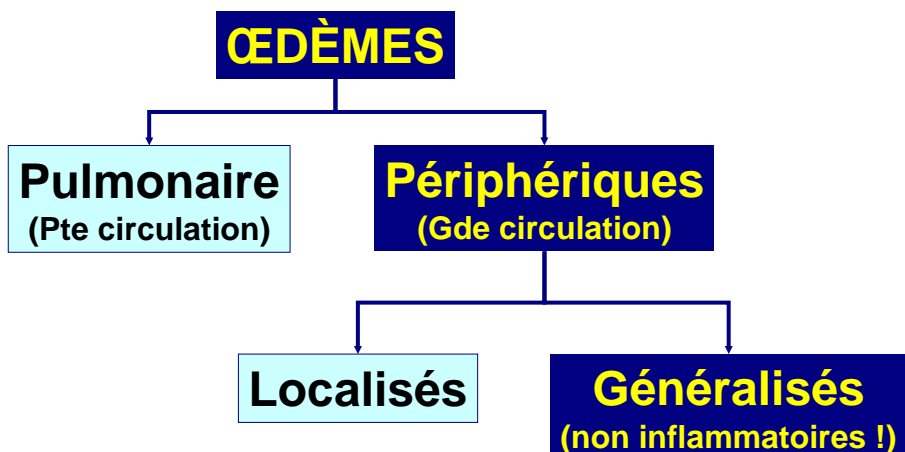 ŒDÈMES
Pulmonaire
(Pte circulation)
Périphériques
(Gde circulation)
Localisés
Généralisés
(non inflammatoires !)